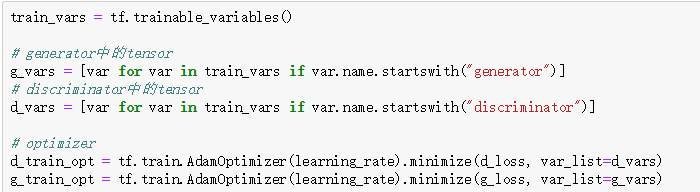 train_vars = tf.trainable_variables()
# generator中的tensor
g_vars = [var for var in train_vars if var.name.startswith("generator")]
# discriminator中的tensor
d_vars = [var for var in train_vars if var.name.startswith("discriminator")]
# optimizer
d_train_opt = tf.train.AdamOptimizer(learning_rate).minimize(d_loss, var_list=d_vars)
g_train_opt = tf.train.AdamOptimizer(learning_rate).minimize(g_loss, var_list=g_vars)